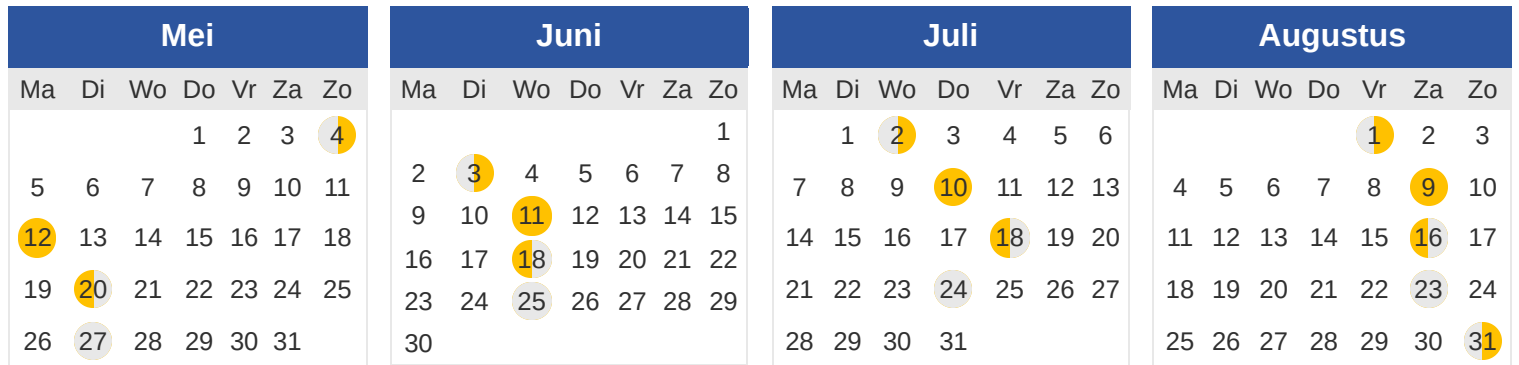 Mei
Ma Di Wo Do Vr Za Zo
1 2 3 4
5 6 7 8 9 10 11
12 13 14 15 16 17 18
19 20 21 22 23 24 25
26 27 28 29 30 31
Juni
Ma Di Wo Do Vr Za Zo
1
2 3 4 5 6 7 8
9 10 11 12 13 14 15
16 17 18 19 20 21 22
23 24 25 26 27 28 29
30
Juli
Ma Di Wo Do Vr Za Zo
1 2 3 4 5 6
7 8 9 10 11 12 13
14 15 16 17 18 19 20
21 22 23 24 25 26 27
28 29 30 31
Augustus
Ma Di Wo Do Vr Za Zo
1 2 3
4 5 6 7 8 9 10
11 12 13 14 15 16 17
18 19 20 21 22 23 24
25 26 27 28 29 30 31